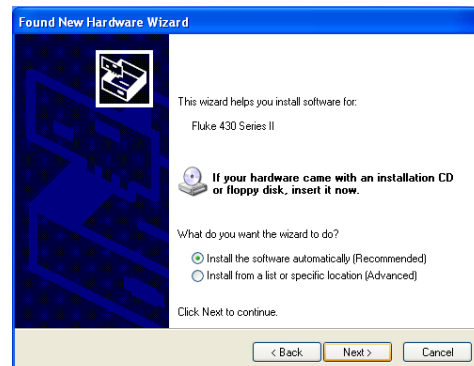 Found New Hardware Wizard
This wizard helps you install software for:
Fluke 430 Series II
If your hardware came with an installation CD
or floppy disk, insert it now.
What do you want the wizard to do?
Install the software automatically (Recommended)
Install from a list or specific location (Advanced)
Click Next to continue.
< Back Next > Cancel